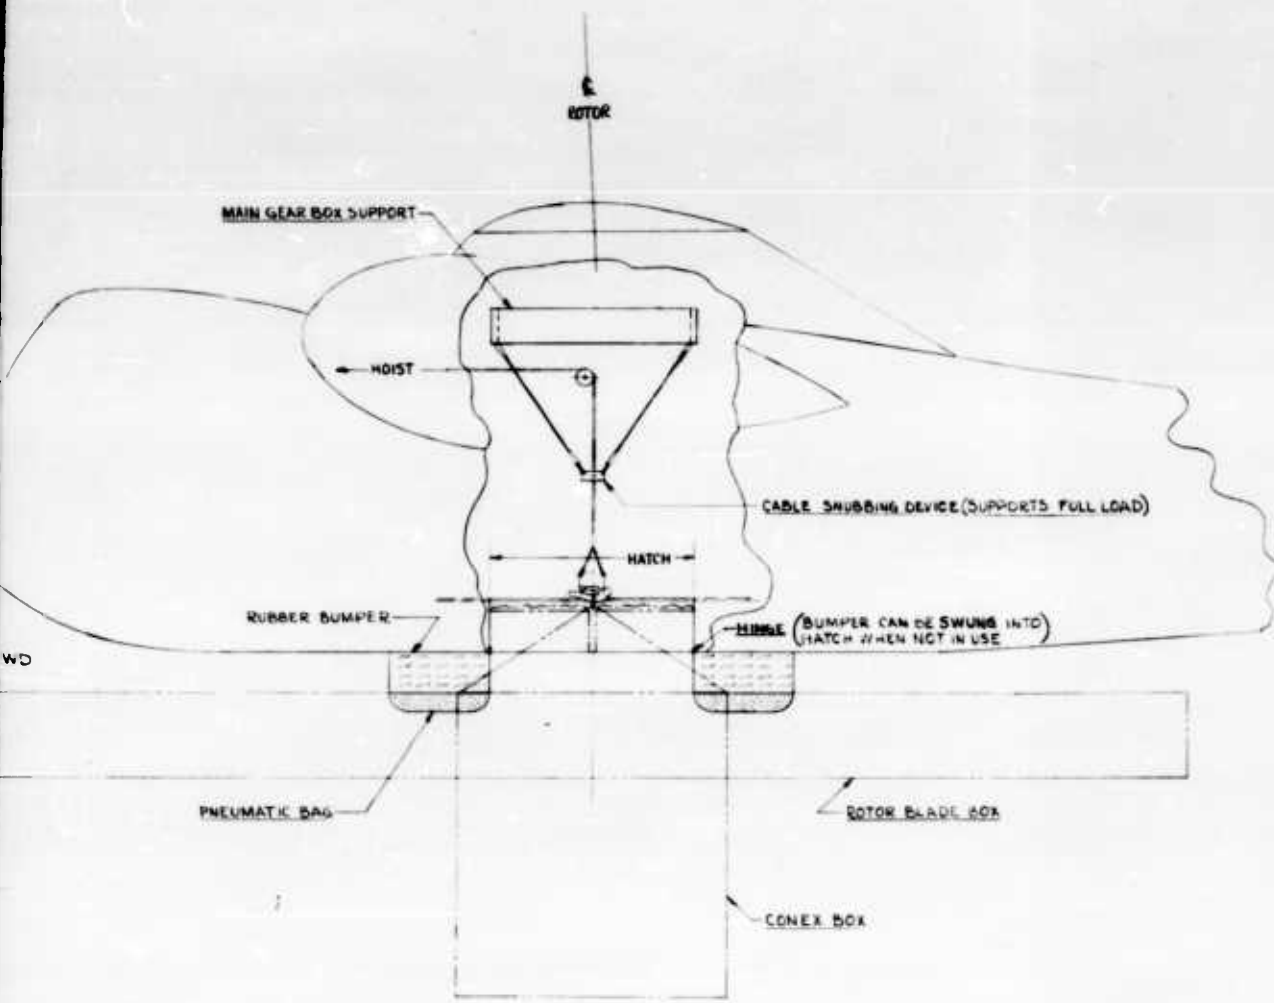 ℄
ROTOR
MAIN GEAR BOX SUPPORT
HOIST
CABLE SNUBBING DEVICE (SUPPORTS FULL LOAD)
HATCH
RUBBER BUMPER
HINGE (BUMPER CAN BE SWUNG INTO
HATCH WHEN NOT IN USE)
WD
PNEUMATIC BAG
ROTOR BLADE BOX
CONEX BOX